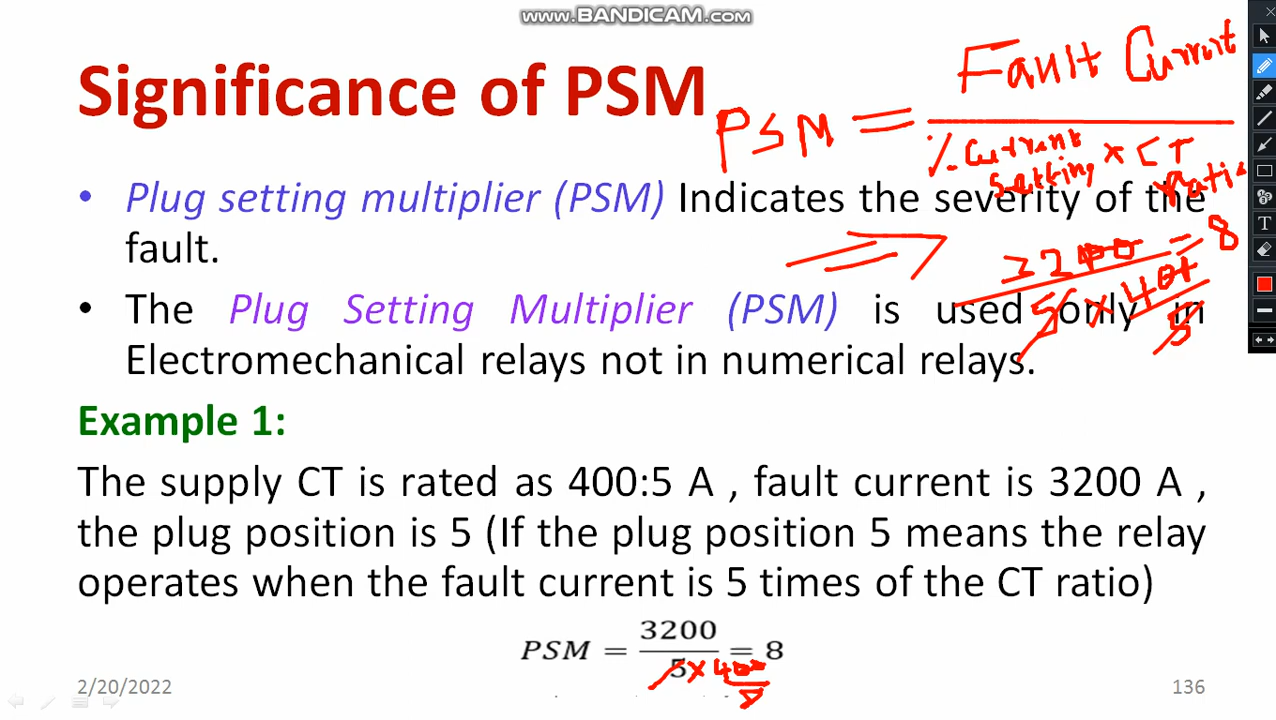 www.BANDICAM.com
Significance of PSM
PSM = Fault Current
% Current setting × CT Ratio
• Plug setting multiplier (PSM) Indicates the severity of the
fault.
⇒ 3200 = 8
5 × 400
5
• The Plug Setting Multiplier (PSM) is used only in
Electromechanical relays not in numerical relays.
Example 1:
The supply CT is rated as 400:5 A , fault current is 3200 A ,
the plug position is 5 (If the plug position 5 means the relay
operates when the fault current is 5 times of the CT ratio)
PSM = 3200 = 8
5 × 400
5
2/20/2022
136